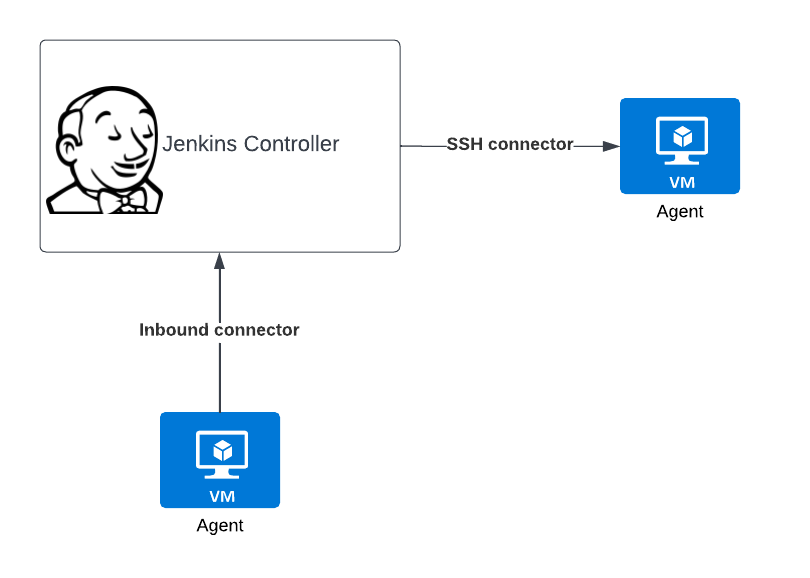 Jenkins Controller
SSH connector
VM
Agent
Inbound connector
VM
Agent